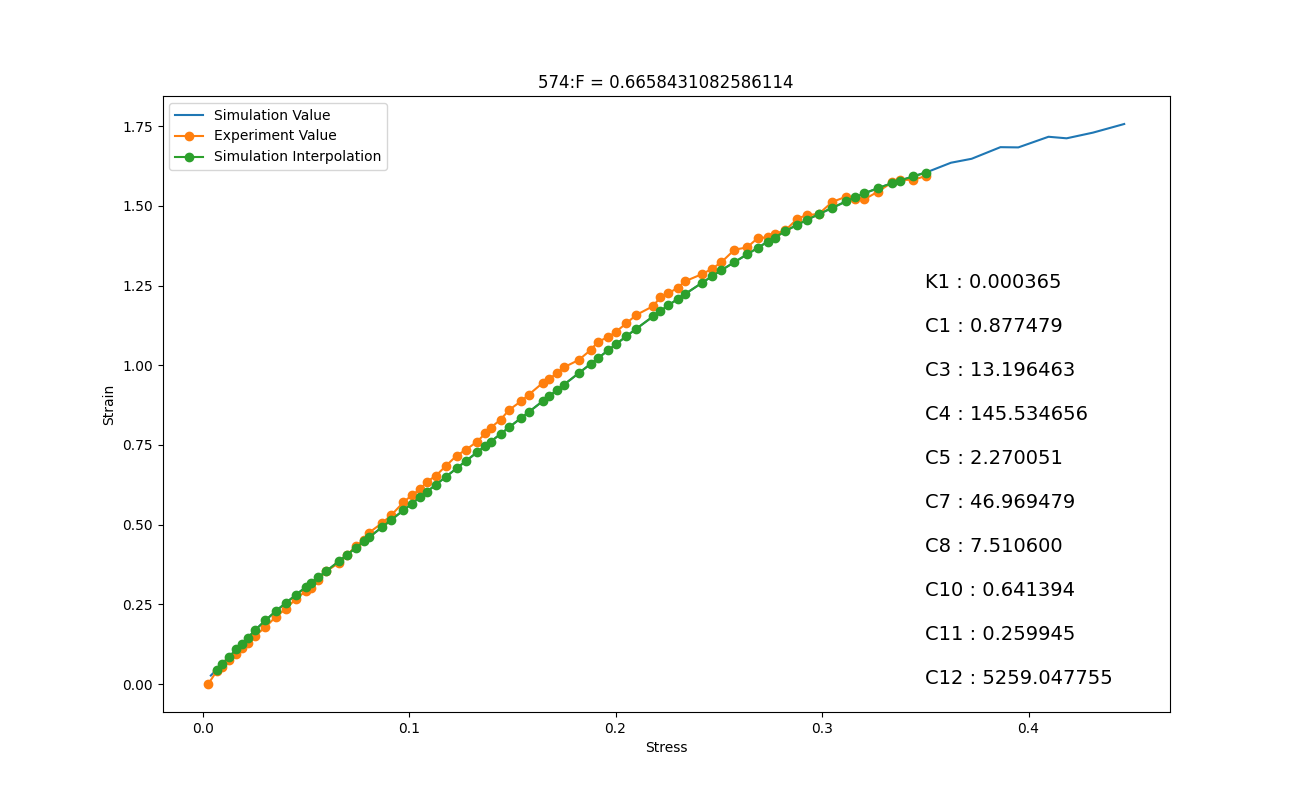 574:F = 0.6658431082586114
Simulation Value
Experiment Value
Simulation Interpolation
1.75
1.50
1.25
1.00
0.75
0.50
0.25
0.00
Strain
K1 : 0.000365
C1 : 0.877479
C3 : 13.196463
C4 : 145.534656
C5 : 2.270051
C7 : 46.969479
C8 : 7.510600
C10 : 0.641394
C11 : 0.259945
C12 : 5259.047755
0.0 0.1 0.2 0.3 0.4
Stress